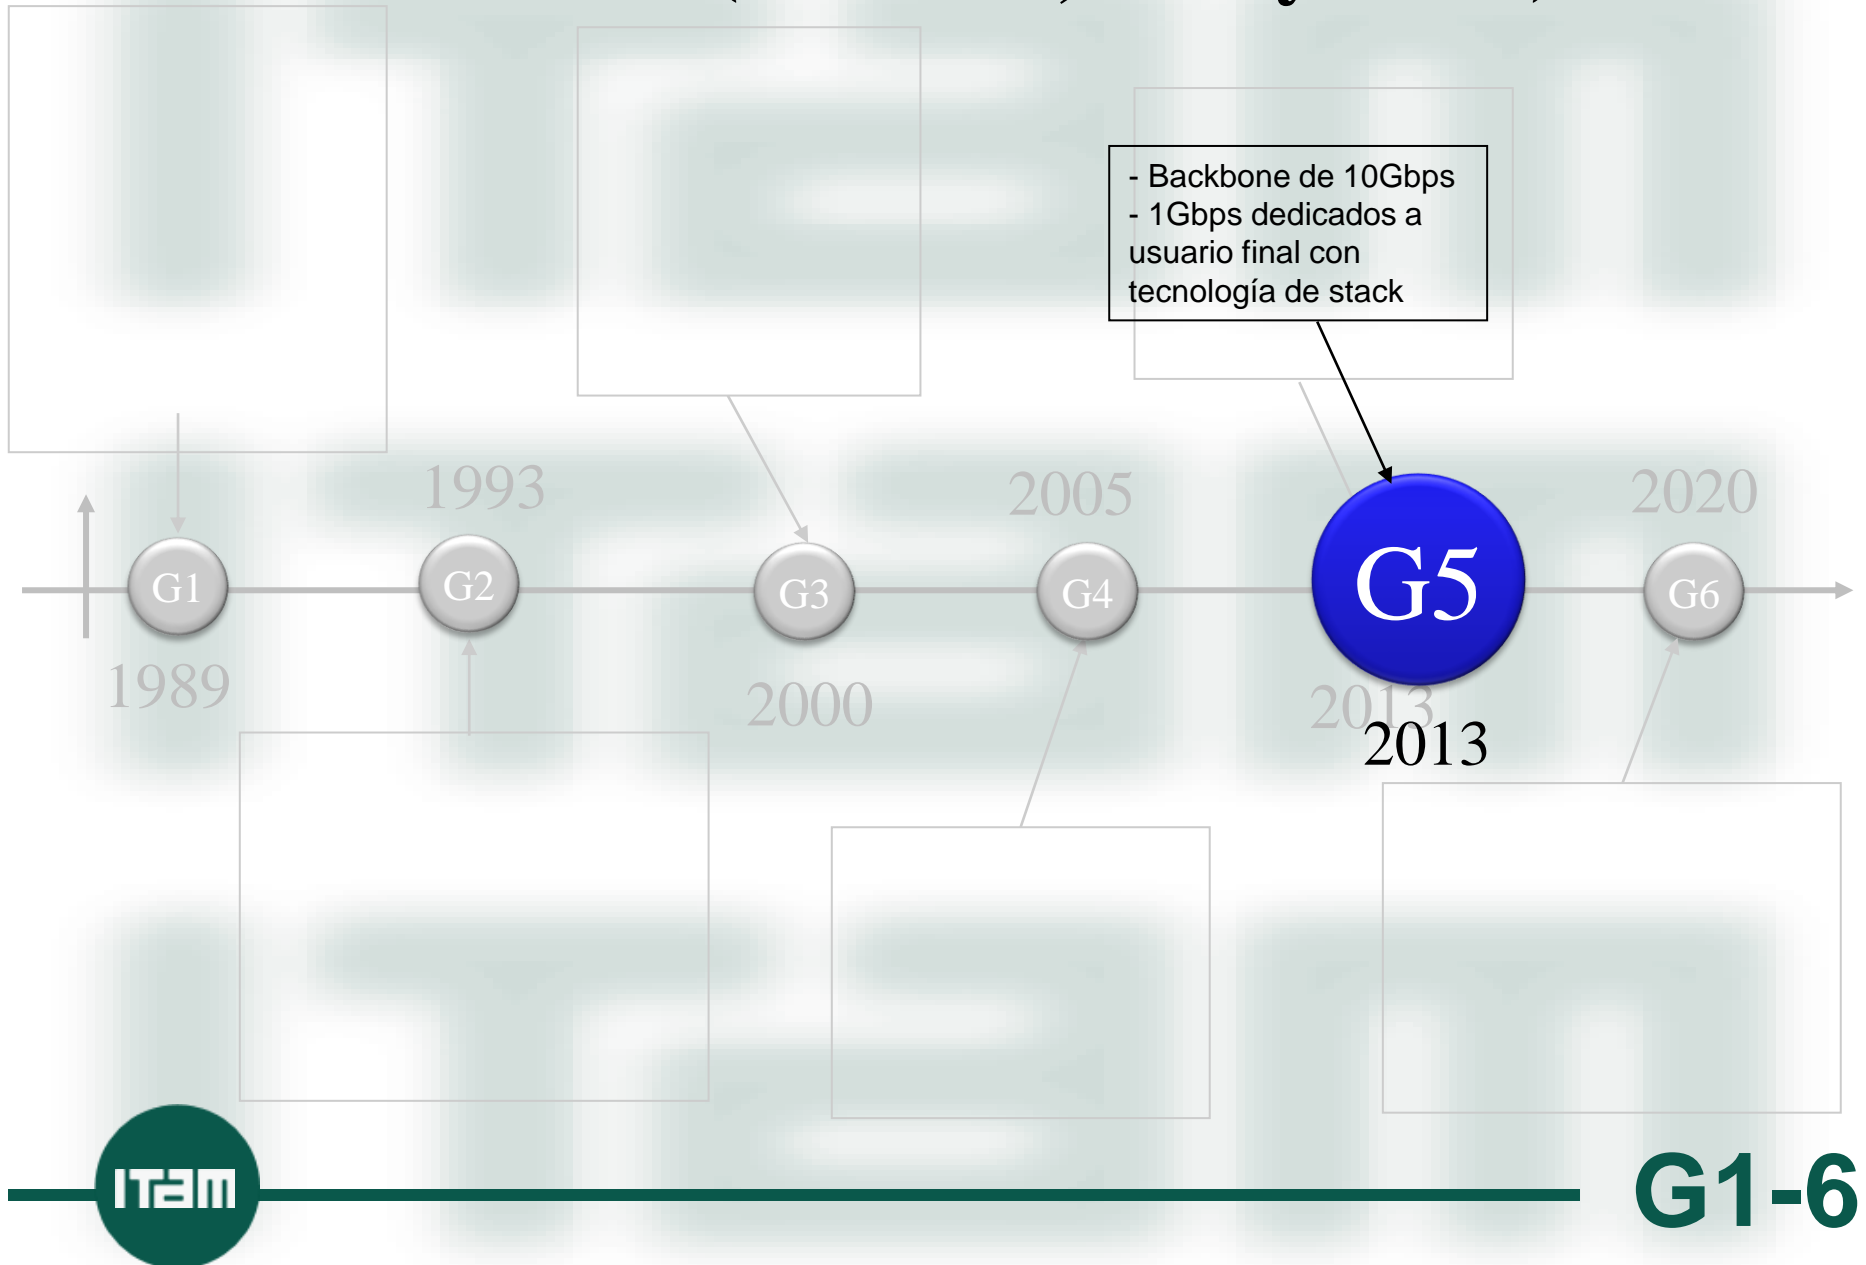 - Backbone de 10Gbps
- 1Gbps dedicados a
usuario final con
tecnología de stack
1993
2005
2020
G1
G2
G3
G4
G5
G6
1989
2000
2013
2013
ITAM
G1-6